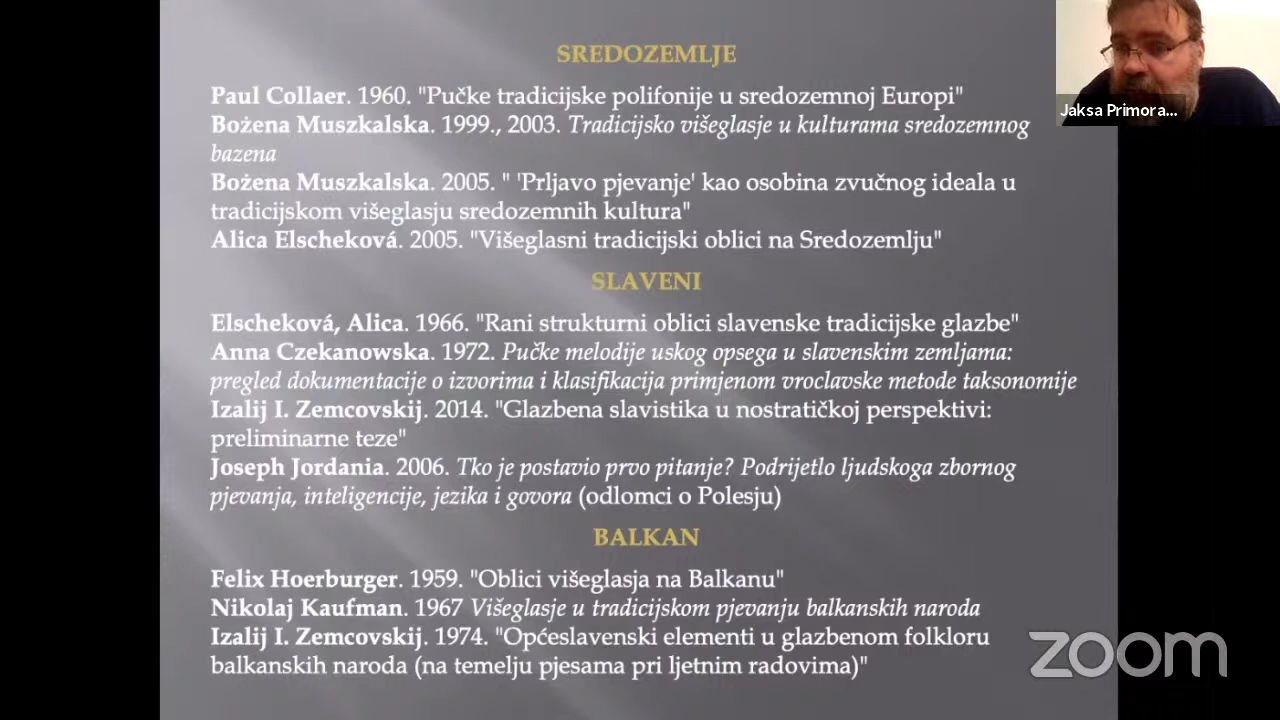 SREDOZEMLJE
Paul Collaer. 1960. "Pučke tradicijske polifonije u sredozemnoj Europi"
Bożena Muszkalska. 1999., 2003. Tradicijsko višeglasje u kulturama sredozemnog
bazena
Bożena Muszkalska. 2005. " 'Prljavo pjevanje' kao osobina zvučnog ideala u
tradicijskom višeglasju sredozemnih kultura"
Alica Elscheková. 2005. "Višeglasni tradicijski oblici na Sredozemlju"
SLAVENI
Elscheková, Alica. 1966. "Rani strukturni oblici slavenske tradicijske glazbe"
Anna Czekanowska. 1972. Pučke melodije uskog opsega u slavenskim zemljama:
pregled dokumentacije o izvorima i klasifikacija primjenom vroclavske metode taksonomije
Izalij I. Zemcovskij. 2014. "Glazbena slavistika u nostratičkoj perspektivi:
preliminarne teze"
Joseph Jordania. 2006. Tko je postavio prvo pitanje? Podrijetlo ljudskoga zbornog
pjevanja, inteligencije, jezika i govora (odlomci o Polesju)
BALKAN
Felix Hoerburger. 1959. "Oblici višeglasja na Balkanu"
Nikolaj Kaufman. 1967 Višeglasje u tradicijskom pjevanju balkanskih naroda
Izalij I. Zemcovskij. 1974. "Općeslavenski elementi u glazbenom folkloru
balkanskih naroda (na temelju pjesama pri ljetnim radovima)"
Jaksa Primora...
zoom